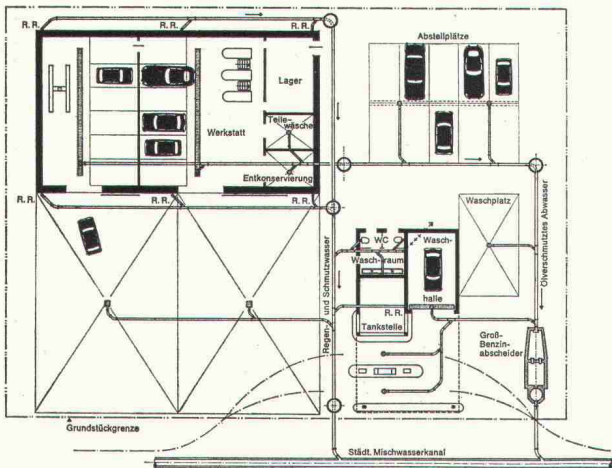 R. R.
R. R.
R. R.
Abstellplätze
Lager
Teile-
wäsche
Werkstatt
Entkonservierung
R. R.
R. R.
R. R.
Waschplatz
WC
Wasch-
Wasch-raum
halle
R. R.
Tankstelle
Regen- und Schmutzwasser
Ölverschmutztes Abwasser
Groß-
Benzin-
abscheider
Grundstückgrenze
Städt. Mischwasserkanal